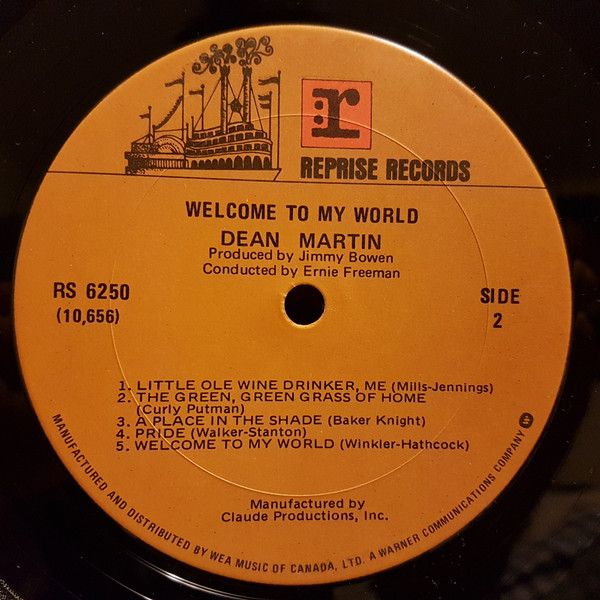 r
REPRISE RECORDS
WELCOME TO MY WORLD
DEAN MARTIN
Produced by Jimmy Bowen
Conducted by Ernie Freeman
RS 6250
(10,656)
SIDE
2
1. LITTLE OLE WINE DRINKER, ME (Mills-Jennings)
2. THE GREEN, GREEN GRASS OF HOME
(Curly Putman)
3. A PLACE IN THE SHADE (Baker Knight)
4. PRIDE (Walker-Stanton)
5. WELCOME TO MY WORLD (Winkler-Hathcock)
Manufactured by
Claude Productions, Inc.
MANUFACTURED AND DISTRIBUTED BY WEA MUSIC OF CANADA, LTD. A WARNER COMMUNICATIONS COMPANY